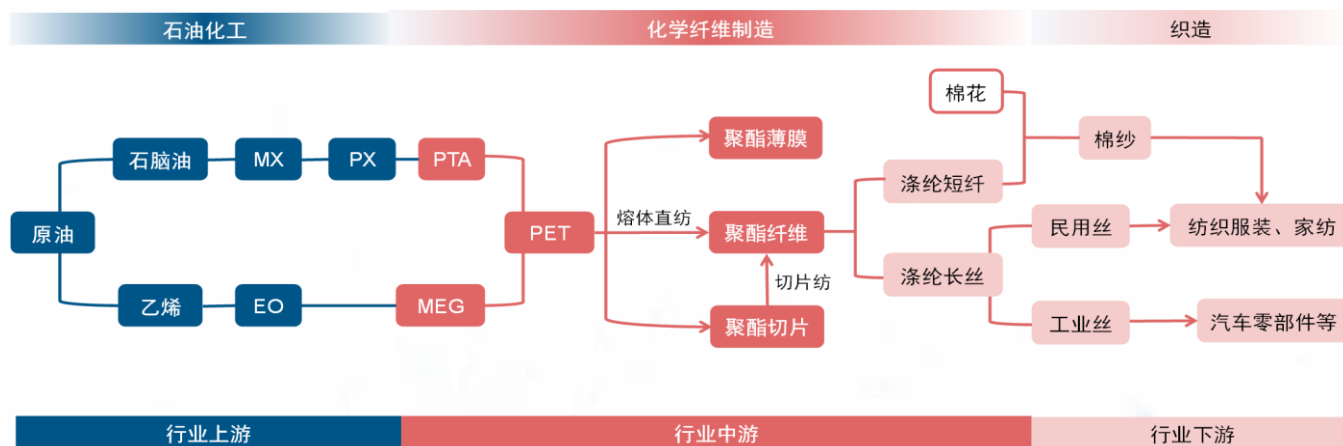 石油化工
化学纤维制造
织造
棉花
石脑油
MX
PX
PTA
聚酯薄膜
棉纱
涤纶短纤
原油
PET
熔体直纺
聚酯纤维
民用丝
纺织服装、家纺
涤纶长丝
切片纺
乙烯
EO
MEG
聚酯切片
工业丝
汽车零部件等
行业上游
行业中游
行业下游